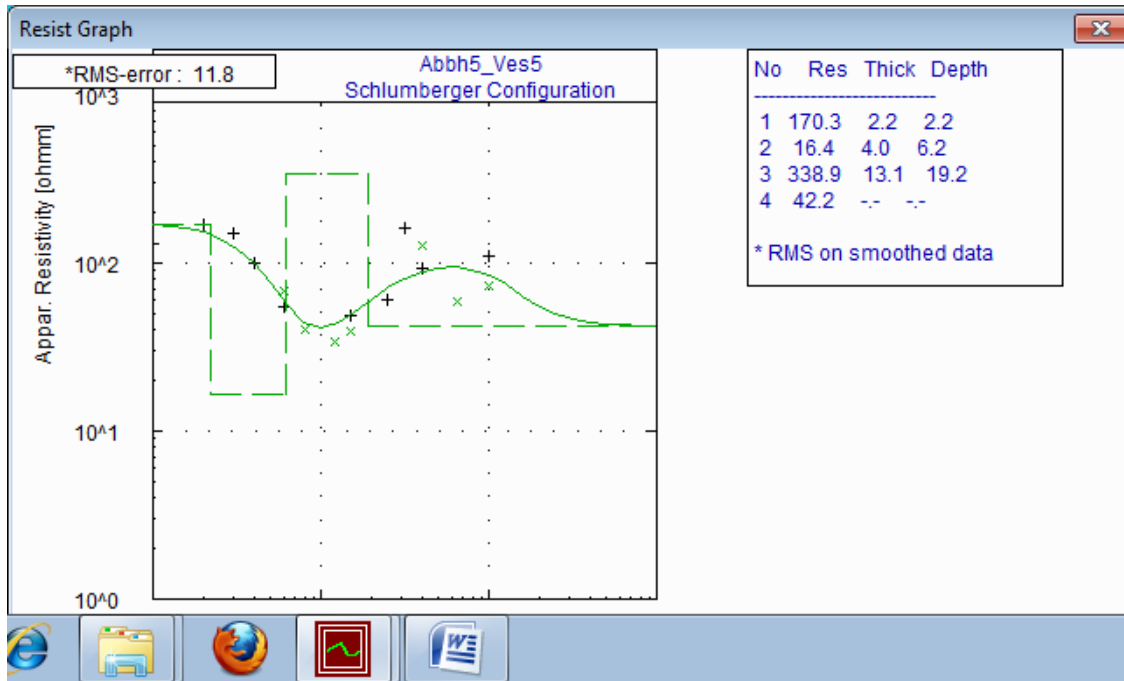 Resist Graph
*RMS-error : 11.8
Abbh5_Ves5
Schlumberger Configuration
10^3
10^2
10^1
10^0
Appar. Resistivity [ohmm]
No Res Thick Depth
--------------------------
1 170.3 2.2 2.2
2 16.4 4.0 6.2
3 338.9 13.1 19.2
4 42.2 -.- -.-
* RMS on smoothed data
W